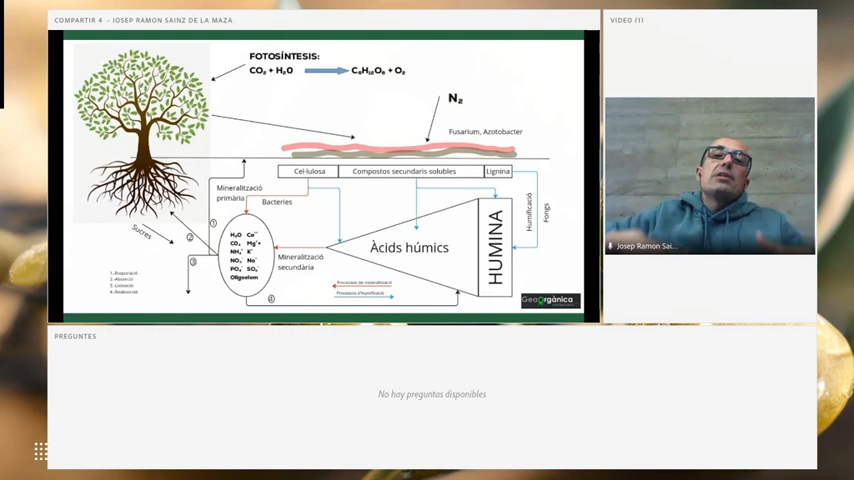 COMPARTIR 4 - JOSEP RAMON SAINZ DE LA MAZA
VIDEO (1)
FOTOSÍNTESIS:
CO₂ + H₂O → C₆H₁₂O₆ + O₂
N₂
Fusarium, Azotobacter
Cel·lulosa
Compostos secundaris solubles
Lignina
Mineralització
primària
Bacteries
Humificació
Fongs
Sucres
1
2
3
4
H₂O Ca⁺⁺
CO₂ Mg⁺⁺
NH₄⁺ K⁺
NO₃⁻ Na⁺
PO₄⁻ SO₄⁻
Oligoelem
Àcids húmics
HUMINA
Mineralització
secundària
1.-Evaporació
2.-Absorció
3.-Lixiviació
4.-Readsorció
Processos de mineralització
Processos d'humificació
GeoOrgànica
Josep Ramon Sai...
PREGUNTES
No hay preguntas disponibles